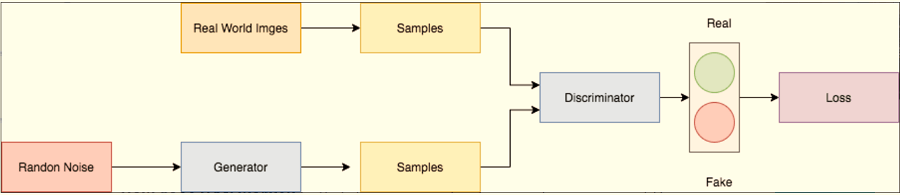 Real
Real World Imges
Samples
Discriminator
Loss
Randon Noise
Generator
Samples
Fake